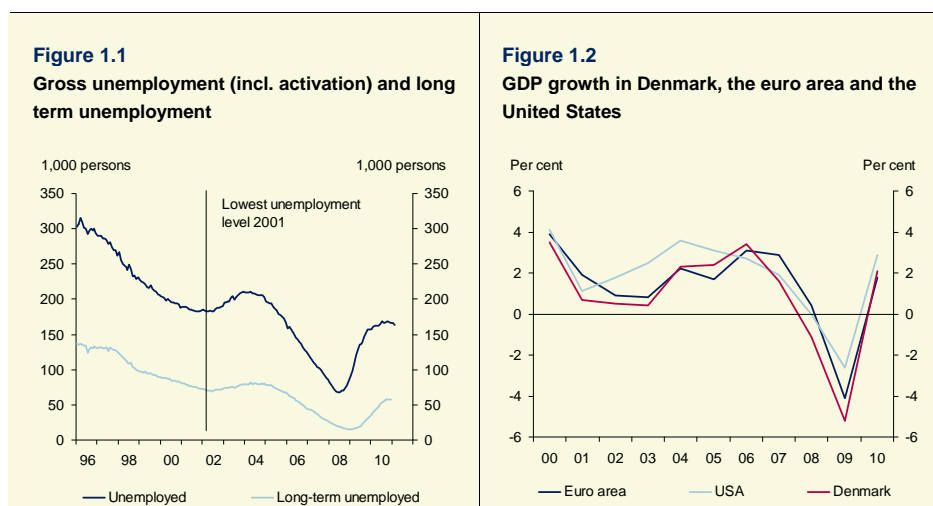 Figure 1.1
Gross unemployment (incl. activation) and long
term unemployment
1,000 persons 1,000 persons
350 350
Lowest unemployment
level 2001
300 300
250 250
200 200
150 150
100 100
50 50
0 0
96 98 00 02 04 06 08 10
Unemployed Long-term unemployed
Figure 1.2
GDP growth in Denmark, the euro area and the
United States
Per cent Per cent
6 6
4 4
2 2
0 0
-2 -2
-4 -4
-6 -6
00 01 02 03 04 05 06 07 08 09 10
Euro area USA Denmark